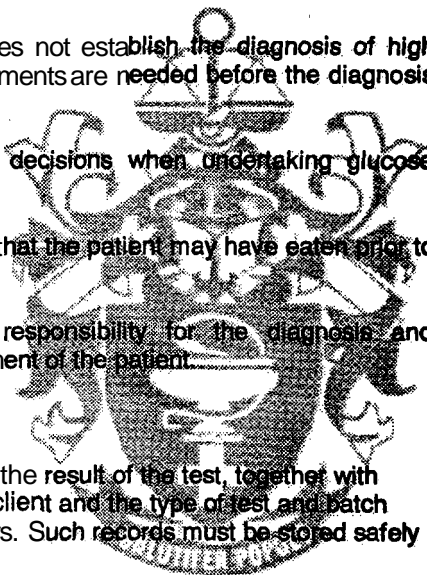 es not establish the diagnosis of high
ments are needed before the diagnosis
decisions when undertaking glucose
that the patient may have eaten prior to
responsibility for the diagnosis and
ment of the patient.
the result of the test, together with
client and the type of test and batch
rs. Such records must be stored safely